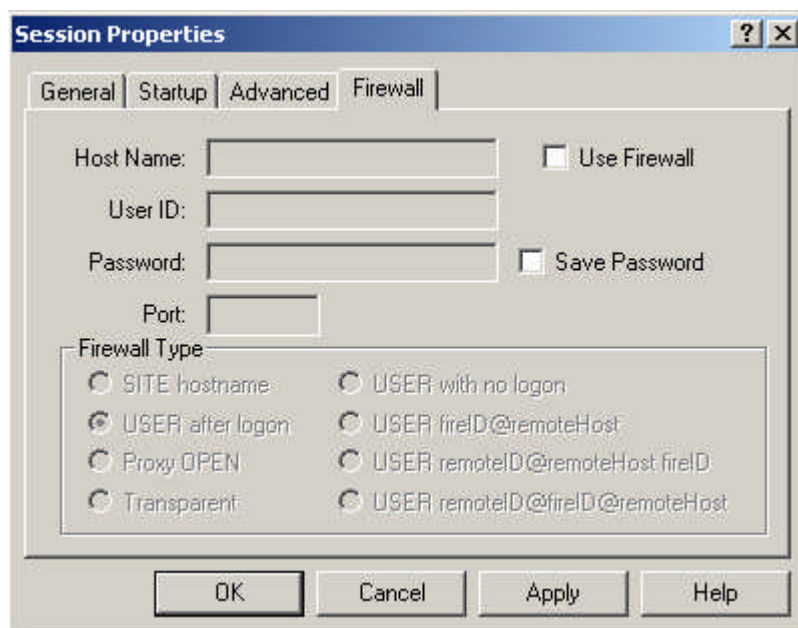 Session Properties
General Startup Advanced Firewall
Host Name: Use Firewall
User ID:
Password: Save Password
Port:
Firewall Type
SITE hostname USER with no logon
USER after logon USER fireID@remoteHost
Proxy OPEN USER remoteID@remoteHost fireID
Transparent USER remoteID@fireID@remoteHost
OK Cancel Apply Help